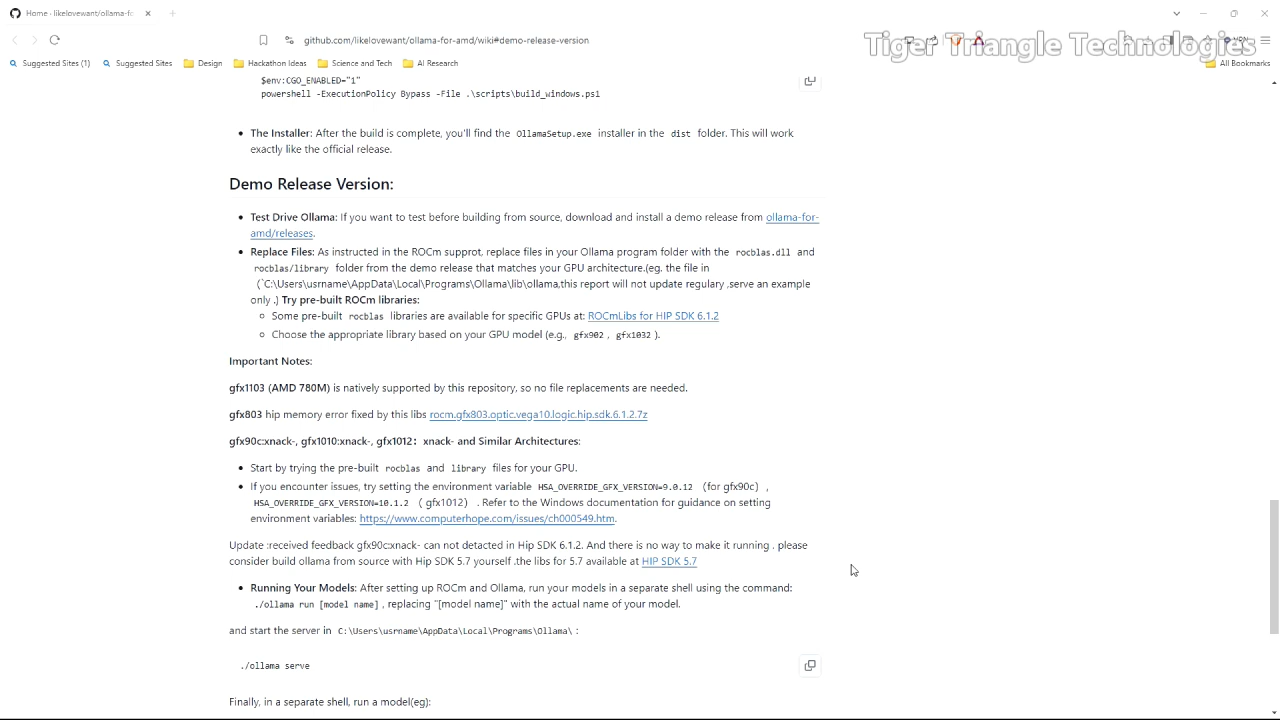 Home · likelovewant/ollama-fo
github.com/likelovewant/ollama-for-amd/wiki#demo-release-version
Tiger Triangle Technologies
Suggested Sites (1) Suggested Sites Design Hackathon Ideas Science and Tech AI Research All Bookmarks
$env:CGO_ENABLED="1"
powershell -ExecutionPolicy Bypass -File .\scripts\build_windows.ps1
• The Installer: After the build is complete, you'll find the OllamaSetup.exe installer in the dist folder. This will work
exactly like the official release.
Demo Release Version:
• Test Drive Ollama: If you want to test before building from source, download and install a demo release from ollama-for-
amd/releases.
• Replace Files: As instructed in the ROCm supprot, replace files in your Ollama program folder with the rocblas.dll and
rocblas/library folder from the demo release that matches your GPU architecture.(eg. the file in
(`C:\Users\usrname\AppData\Local\Programs\Ollama\lib\ollama,this report will not update regulary ,serve an example
only .) Try pre-built ROCm libraries:
○ Some pre-built rocblas libraries are available for specific GPUs at: ROCmLibs for HIP SDK 6.1.2
○ Choose the appropriate library based on your GPU model (e.g., gfx902 , gfx1032 ).
Important Notes:
gfx1103 (AMD 780M) is natively supported by this repository, so no file replacements are needed.
gfx803 hip memory error fixed by this libs rocm.gfx803.optic.vega10.logic.hip.sdk.6.1.2.7z
gfx90c:xnack-, gfx1010:xnack-, gfx1012：xnack- and Similar Architectures:
• Start by trying the pre-built rocblas and library files for your GPU.
• If you encounter issues, try setting the environment variable HSA_OVERRIDE_GFX_VERSION=9.0.12 (for gfx90c) ,
HSA_OVERRIDE_GFX_VERSION=10.1.2 ( gfx1012) . Refer to the Windows documentation for guidance on setting
environment variables: https://www.computerhope.com/issues/ch000549.htm.
Update :received feedback gfx90c:xnack- can not detacted in Hip SDK 6.1.2. And there is no way to make it running . please
consider build ollama from source with Hip SDK 5.7 yourself .the libs for 5.7 available at HIP SDK 5.7
• Running Your Models: After setting up ROCm and Ollama, run your models in a separate shell using the command:
./ollama run [model name] , replacing "[model name]" with the actual name of your model.
and start the server in C:\Users\usrname\AppData\Local\Programs\Ollama\ :
./ollama serve
Finally, in a separate shell, run a model(eg):